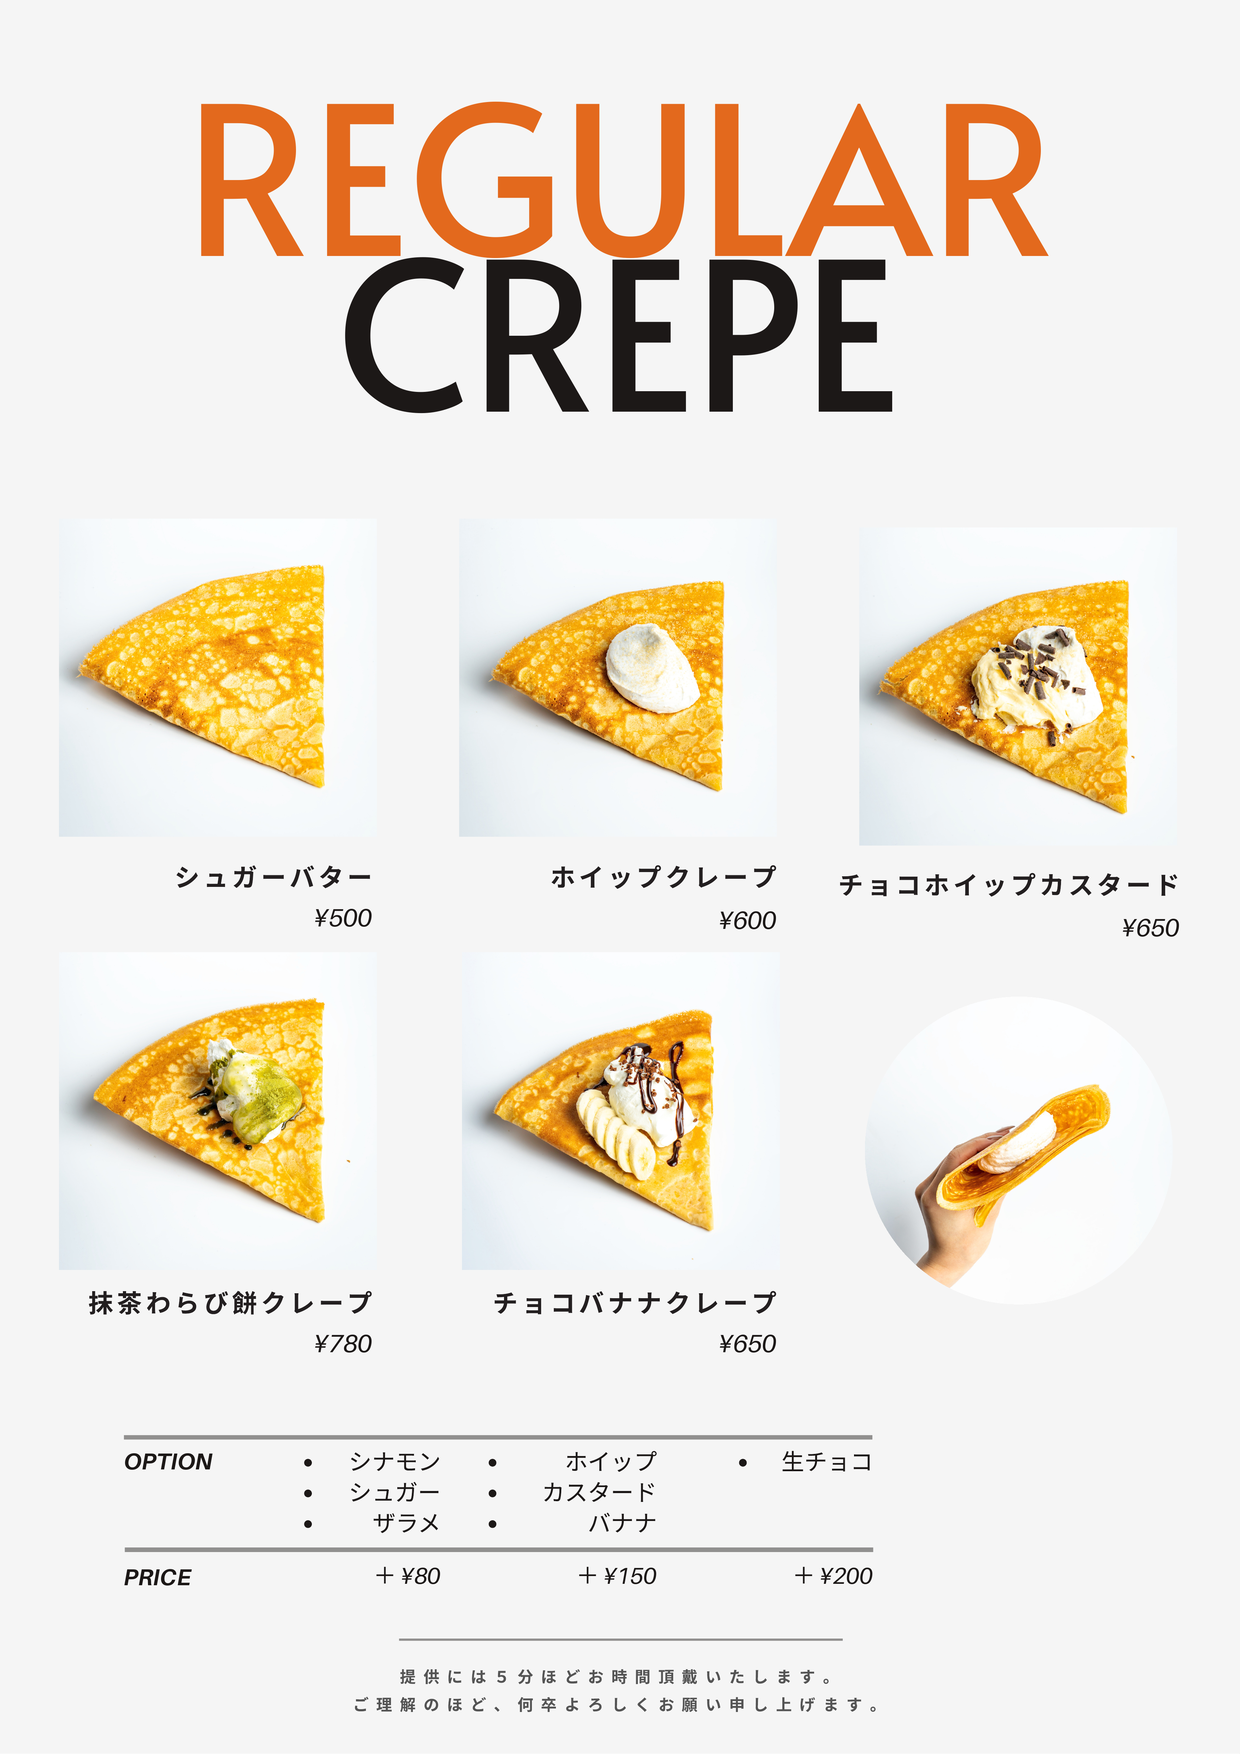 REGULAR
CREPE
シュガーバター
¥500
ホイップクレープ
¥600
チョコホイップカスタード
¥650
抹茶わらび餅クレープ
¥780
チョコバナナクレープ
¥650
OPTION
• シナモン • ホイップ • 生チョコ
• シュガー • カスタード
• ザラメ • バナナ
PRICE ＋¥80 ＋¥150 ＋¥200
提供には5分ほどお時間頂戴いたします。
ご理解のほど、何卒よろしくお願い申し上げます。